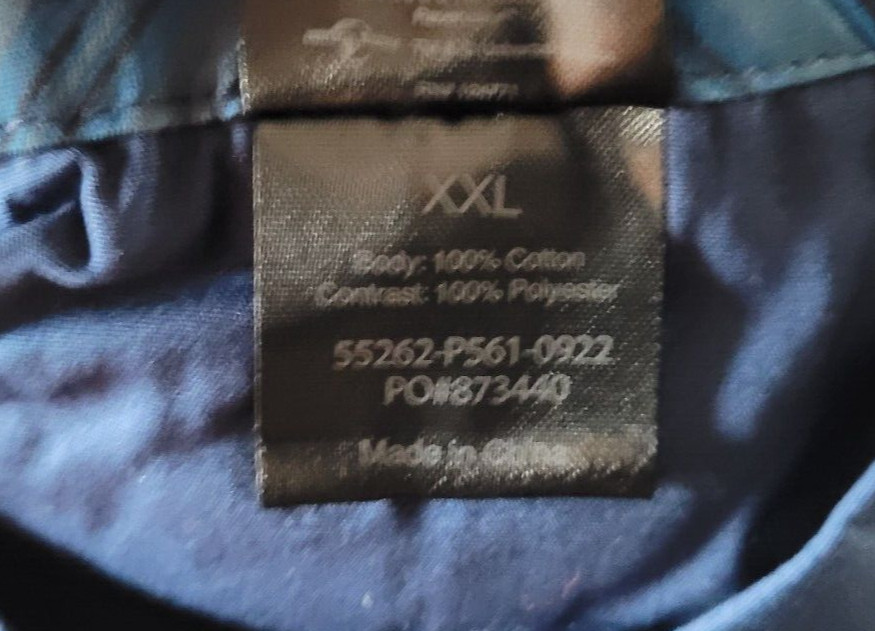 XXL
Body: 100% Cotton
Contrast: 100% Polyester
55262-P561-0922
PO#873440
Made in China